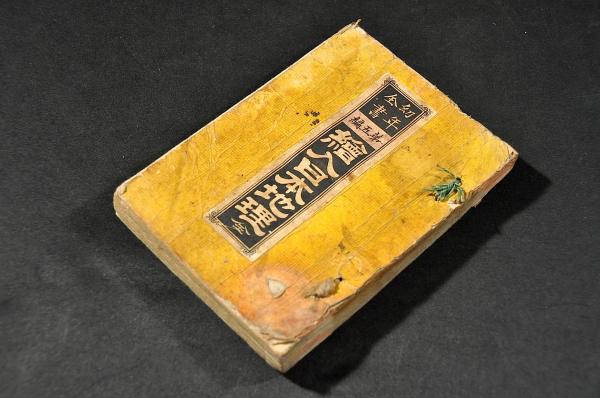 幼年全書
第五編
繪入日本地理 全